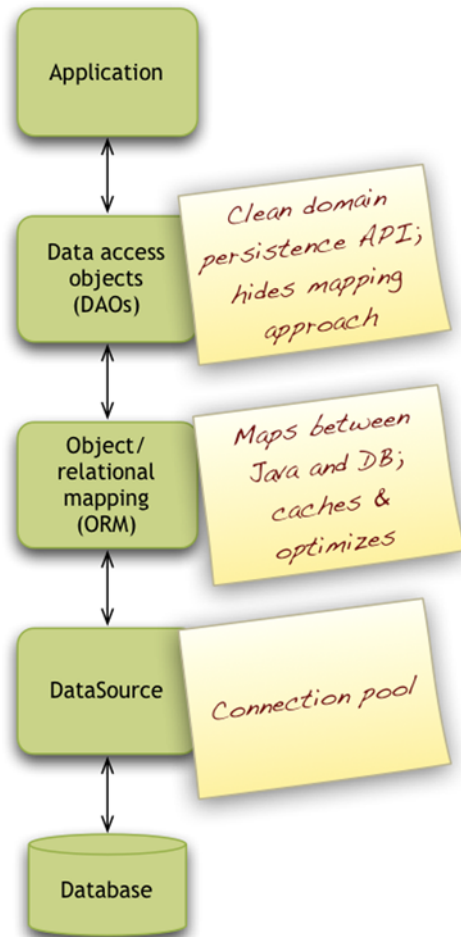 Application
Data access
objects
(DAOs)
Clean domain
persistence API;
hides mapping
approach
Object/
relational
mapping
(ORM)
Maps between
Java and DB;
caches &
optimizes
DataSource
Connection pool
Database